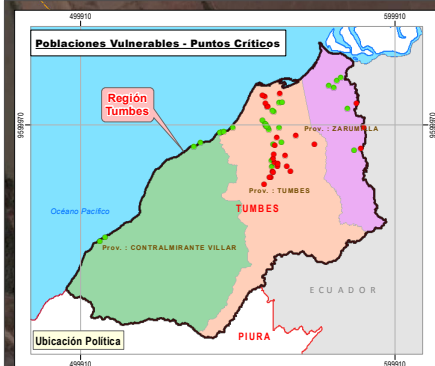 499910
599910
Poblaciones Vulnerables - Puntos Críticos
Región
Tumbes
9599970
9599970
Prov. : ZARUMILLA
Océano Pacífico
Prov. : TUMBES
TUMBES
Prov. : CONTRALMIRANTE VILLAR
ECUADOR
PIURA
Ubicación Política
499910
599910